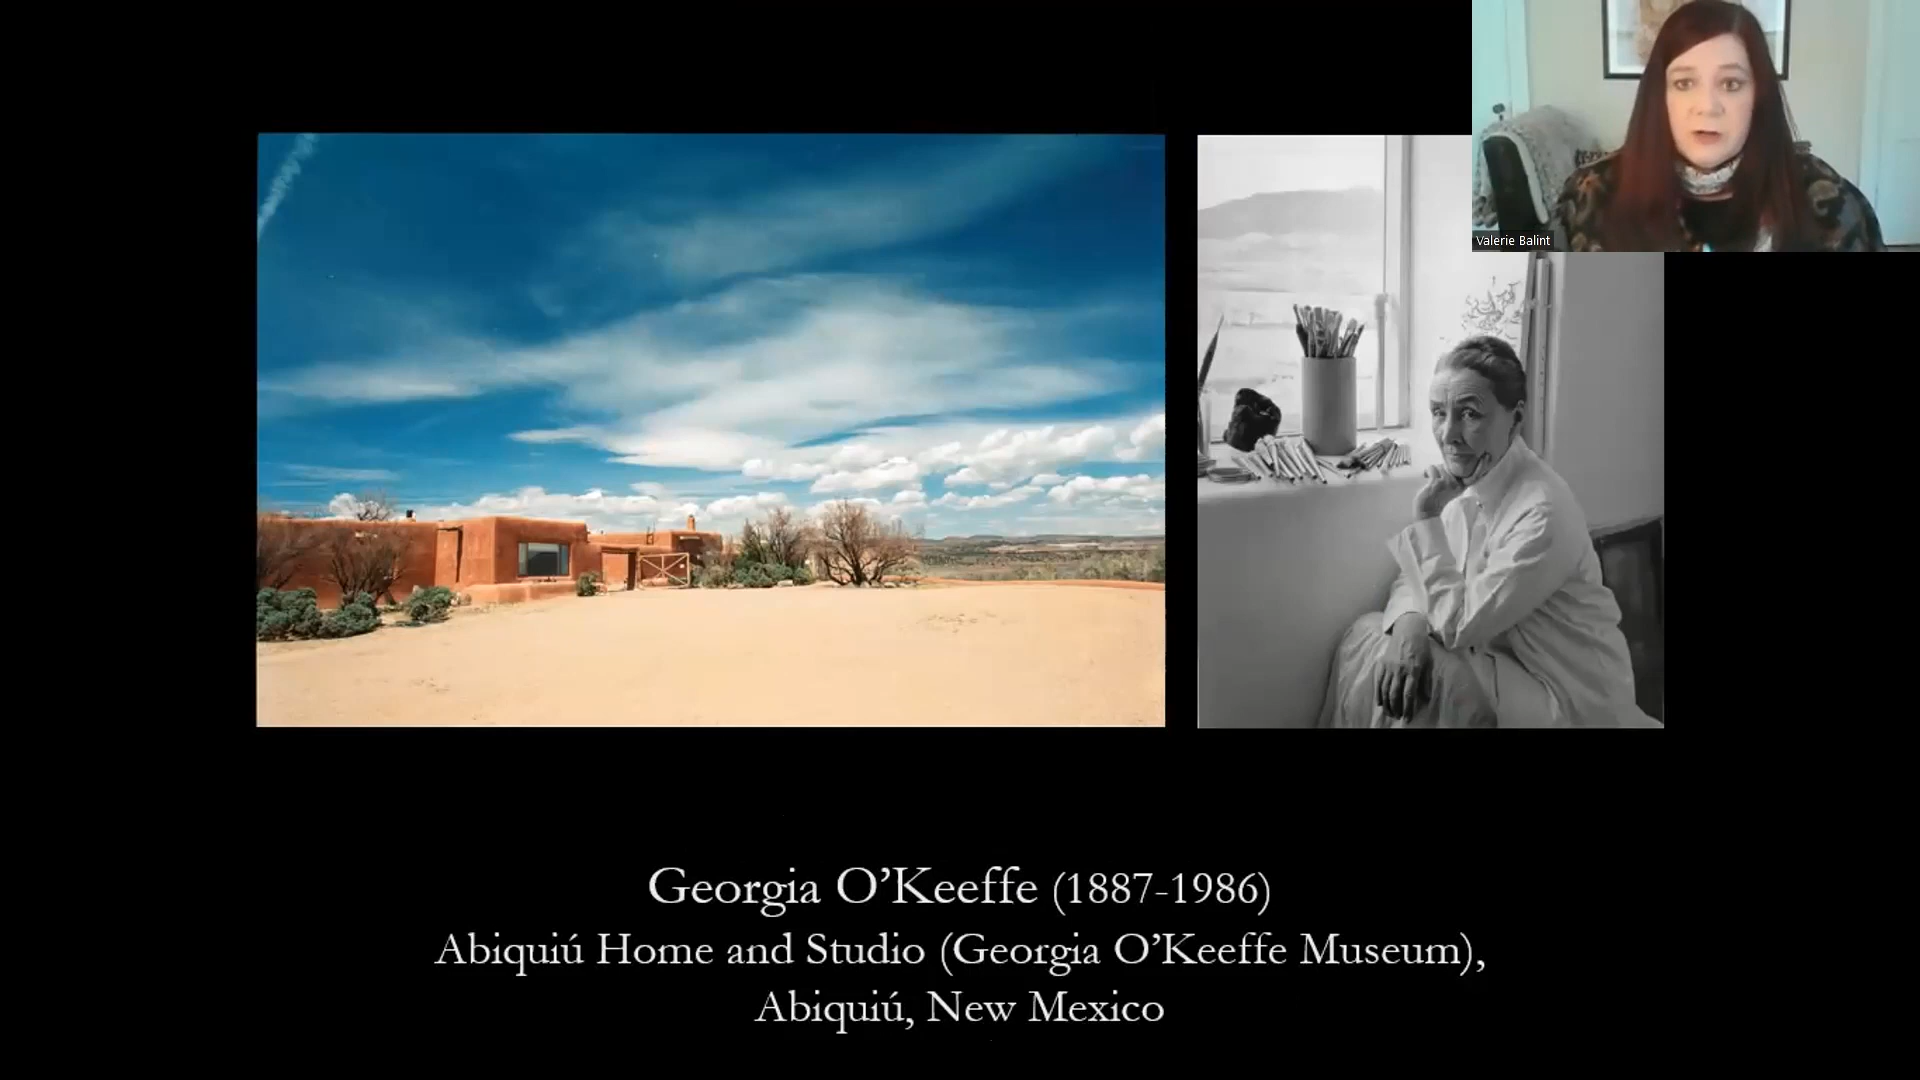 Valerie Balint
Georgia O’Keeffe (1887-1986)
Abiquiú Home and Studio (Georgia O’Keeffe Museum),
Abiquiú, New Mexico